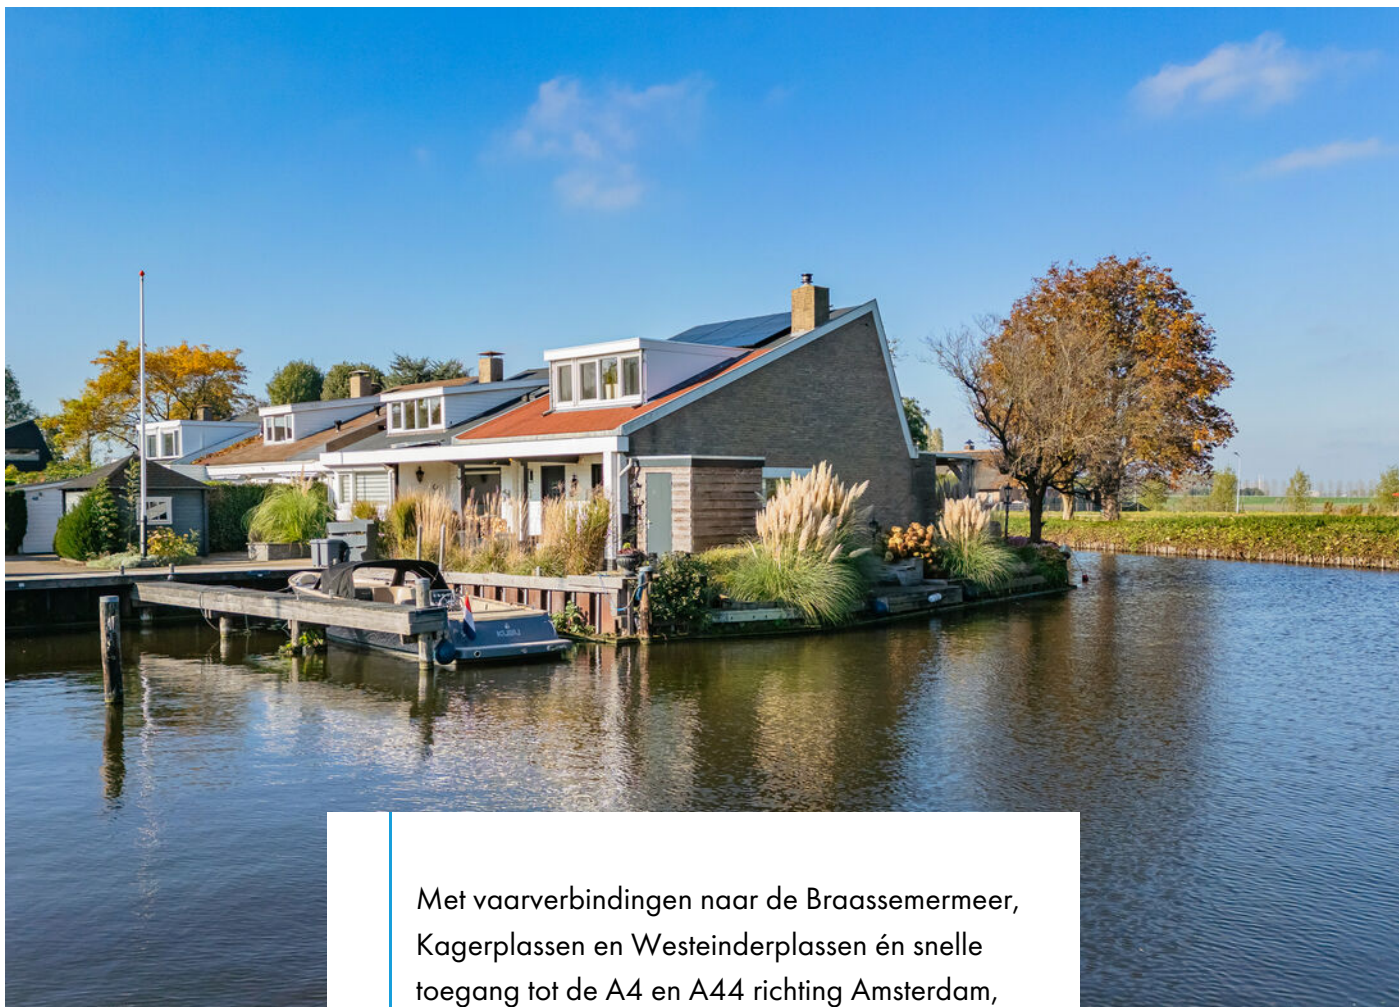 Met vaarverbindingen naar de Braassemermeer,
Kagerplassen en Westeinderplassen én snelle
toegang tot de A4 en A44 richting Amsterdam,